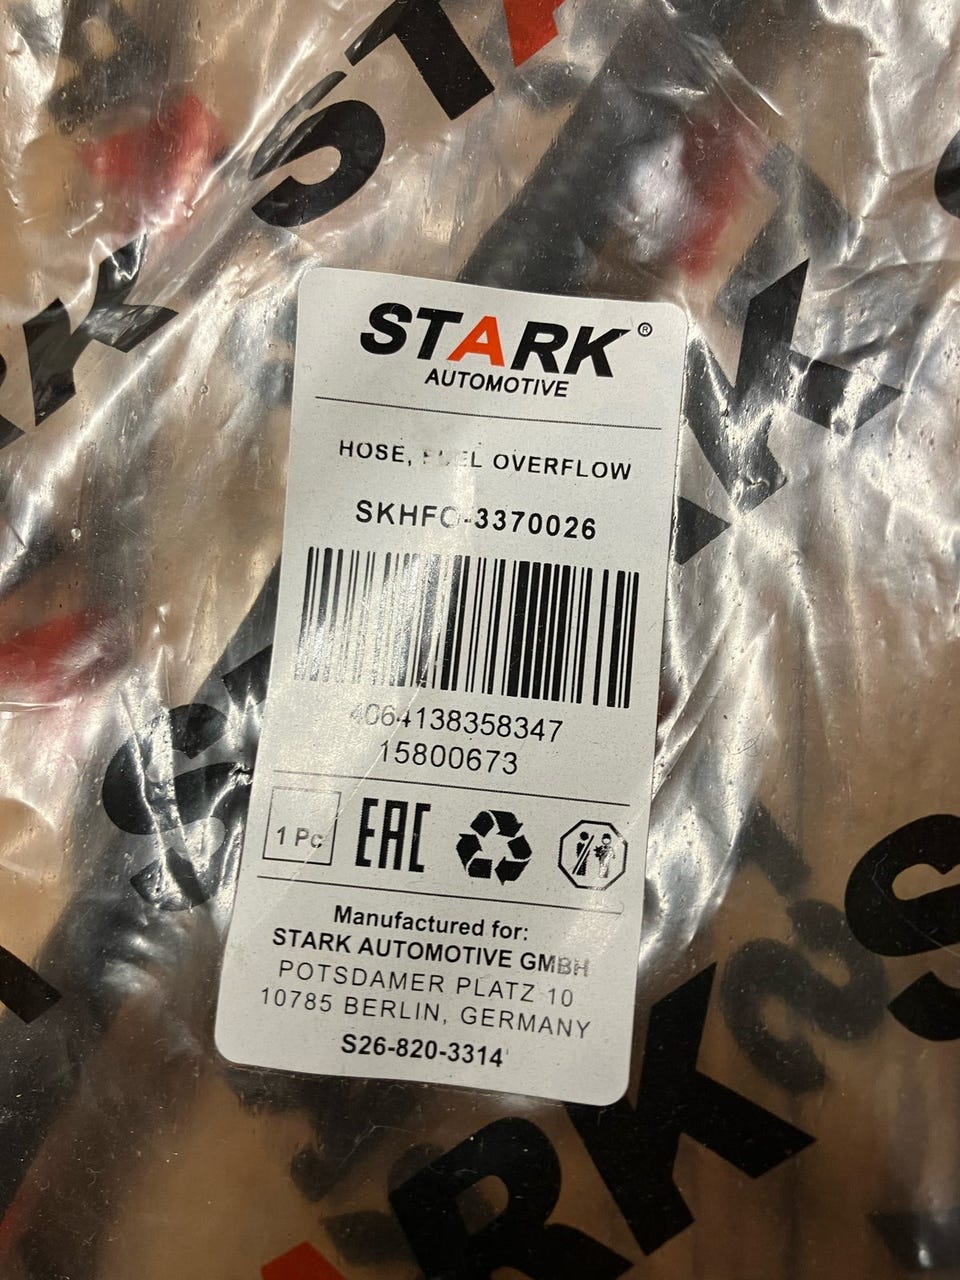 STARK
STARK®
AUTOMOTIVE
HOSE, FUEL OVERFLOW
SKHFO-3370026
4064138358347
15800673
1 Pc
EAC
Manufactured for:
STARK AUTOMOTIVE GMBH
POTSDAMER PLATZ 10
10785 BERLIN, GERMANY
S26-820-3314